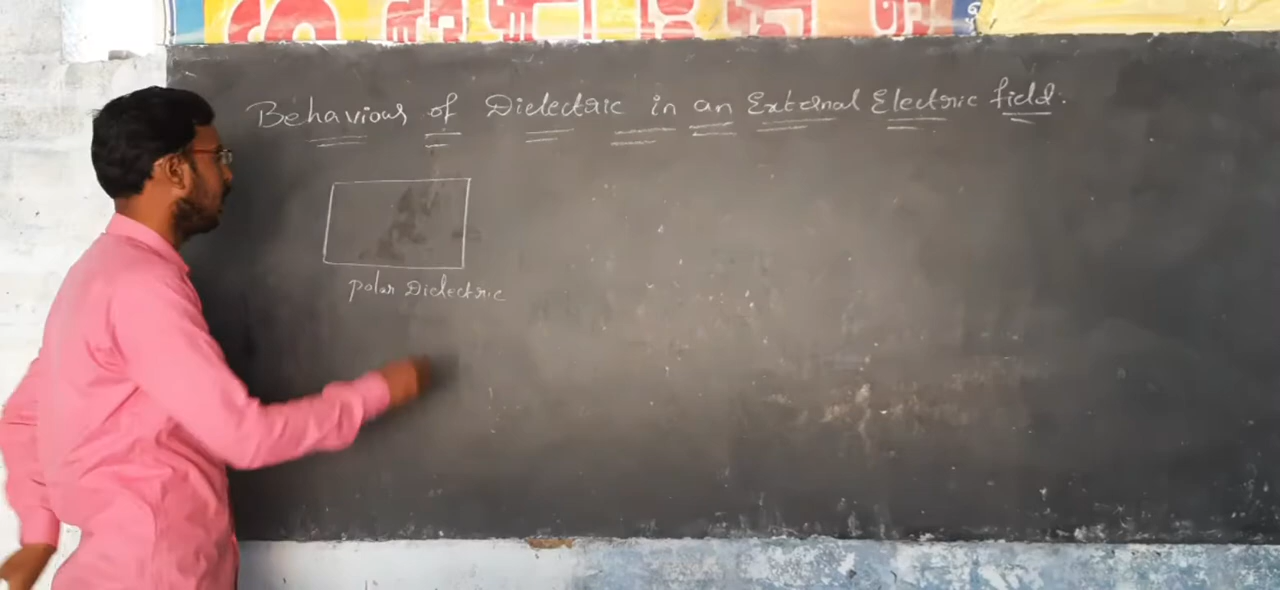 Behaviour of Dielectric in an External Electric field.
polar Dielectric